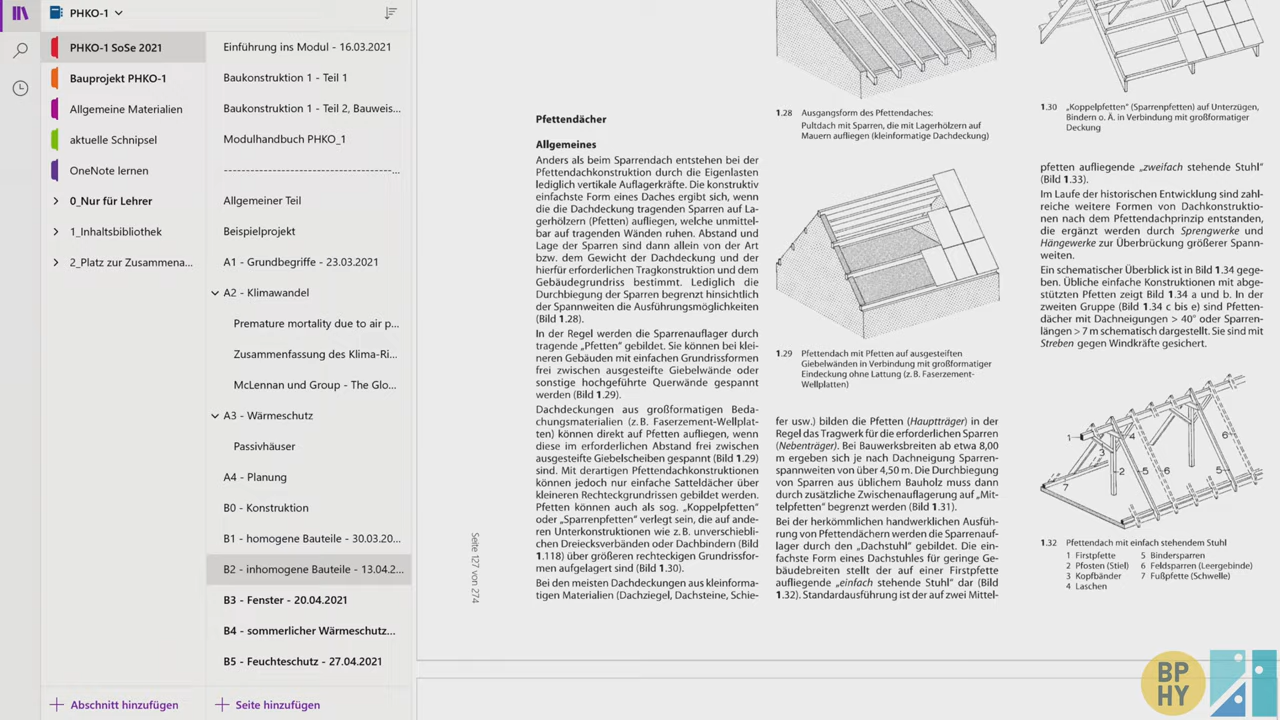 PHKO-1
PHKO-1 SoSe 2021
Bauprojekt PHKO-1
Allgemeine Materialien
aktuelle Schnipsel
OneNote lernen
0_Nur für Lehrer
1_Inhaltsbibliothek
2_Platz zur Zusammena...
Abschnitt hinzufügen
Einführung ins Modul - 16.03.2021
Baukonstruktion 1 - Teil 1
Baukonstruktion 1 - Teil 2, Bauweis...
Modulhandbuch PHKO_1
---------------------------------------...
Allgemeiner Teil
Beispielprojekt
A1 - Grundbegriffe - 23.03.2021
A2 - Klimawandel
Premature mortality due to air p...
Zusammenfassung des Klima-Ri...
McLennan und Group - The Glo...
A3 - Wärmeschutz
Passivhäuser
A4 - Planung
B0 - Konstruktion
B1 - homogene Bauteile - 30.03.20...
B2 - inhomogene Bauteile - 13.04.2...
B3 - Fenster - 20.04.2021
B4 - sommerlicher Wärmeschutz...
B5 - Feuchteschutz - 27.04.2021
Seite hinzufügen
Seite 127 von 274
Pfettendächer
Allgemeines
Anders als beim Sparrendach entstehen bei der
Pfettendachkonstruktion durch die Eigenlasten
lediglich vertikale Auflagerkräfte. Die konstruktiv
einfachste Form eines Daches ergibt sich, wenn
die die Dachdeckung tragenden Sparren auf La-
gerhölzern (Pfetten) aufliegen, welche unmittel-
bar auf tragenden Wänden ruhen. Abstand und
Lage der Sparren sind dann allein von der Art
bzw. dem Gewicht der Dachdeckung und der
hierfür erforderlichen Tragkonstruktion und dem
Gebäudegrundriss bestimmt. Lediglich die
Durchbiegung der Sparren begrenzt hinsichtlich
der Spannweiten die Ausführungsmöglichkeiten
(Bild 1.28).
In der Regel werden die Sparrenauflager durch
tragende „Pfetten“ gebildet. Sie können bei klei-
neren Gebäuden mit einfachen Grundrissformen
frei zwischen ausgesteifte Giebelwände oder
sonstige hochgeführte Querwände gespannt
werden (Bild 1.29).
Dachdeckungen aus großformatigen Beda-
chungsmaterialien (z. B. Faserzement-Wellplat-
ten) können direkt auf Pfetten aufliegen, wenn
diese im erforderlichen Abstand frei zwischen
ausgesteifte Giebelscheiben gespannt (Bild 1.29)
sind. Mit derartigen Pfettendachkonstruktionen
können jedoch nur einfache Satteldächer über
kleineren Rechteckgrundrissen gebildet werden.
Pfetten können auch als sog. „Koppelpfetten“
oder „Sparrenpfetten“ verlegt sein, die auf ande-
ren Unterkonstruktionen wie z. B. unverschiebli-
chen Dreiecksverbänden oder Dachbindern (Bild
1.118) über größeren rechteckigen Grundrissfor-
men aufgelagert sind (Bild 1.30).
Bei den meisten Dachdeckungen aus kleinforma-
tigen Materialien (Dachziegel, Dachsteine, Schie-
1.28 Ausgangsform des Pfettendaches:
Pultdach mit Sparren, die mit Lagerhölzern auf
Mauern aufliegen (kleinformatige Dachdeckung)
1.29 Pfettendach mit Pfetten auf ausgesteiften
Giebelwänden in Verbindung mit großformatiger
Eindeckung ohne Lattung (z. B. Faserzement-
Wellplatten)
fer usw.) bilden die Pfetten (Hauptträger) in der
Regel das Tragwerk für die erforderlichen Sparren
(Nebenträger). Bei Bauwerksbreiten ab etwa 8,00
m ergeben sich je nach Dachneigung Sparren-
spannweiten von über 4,50 m. Die Durchbiegung
von Sparren aus üblichem Bauholz muss dann
durch zusätzliche Zwischenauflagerung auf „Mit-
telpfetten“ begrenzt werden (Bild 1.31).
Bei der herkömmlichen handwerklichen Ausfüh-
rung von Pfettendächern werden die Sparrenauf-
lager durch den „Dachstuhl“ gebildet. Die ein-
fachste Form eines Dachstuhles für geringe Ge-
bäudebreiten stellt der auf einer Firstpfette
aufliegende „einfach stehende Stuhl“ dar (Bild
1.32). Standardausführung ist der auf zwei Mittel-
1.30 „Koppelpfetten“ (Sparrenpfetten) auf Unterzügen,
Bindern o. Ä. in Verbindung mit großformatiger
Deckung
pfetten aufliegende „zweifach stehende Stuhl“
(Bild 1.33).
Im Laufe der historischen Entwicklung sind zahl-
reiche weitere Formen von Dachkonstruktio-
nen nach dem Pfettendachprinzip entstanden,
die ergänzt werden durch Sprengwerke und
Hängewerke zur Überbrückung größerer Spann-
weiten.
Ein schematischer Überblick ist in Bild 1.34 gege-
ben. Übliche einfache Konstruktionen mit abge-
stützten Pfetten zeigt Bild 1.34 a und b. In der
zweiten Gruppe (Bild 1.34 c bis e) sind Pfetten-
dächer mit Dachneigungen > 40° oder Sparren-
längen > 7 m schematisch dargestellt. Sie sind mit
Streben gegen Windkräfte gesichert.
1
4
6
3
2
5
6
5
7
1.32 Pfettendach mit einfach stehendem Stuhl
1 Firstpfette 5 Bindersparren
2 Pfosten (Stiel) 6 Feldsparren (Leergebinde)
3 Kopfbänder 7 Fußpfette (Schwelle)
4 Laschen
BP
HY